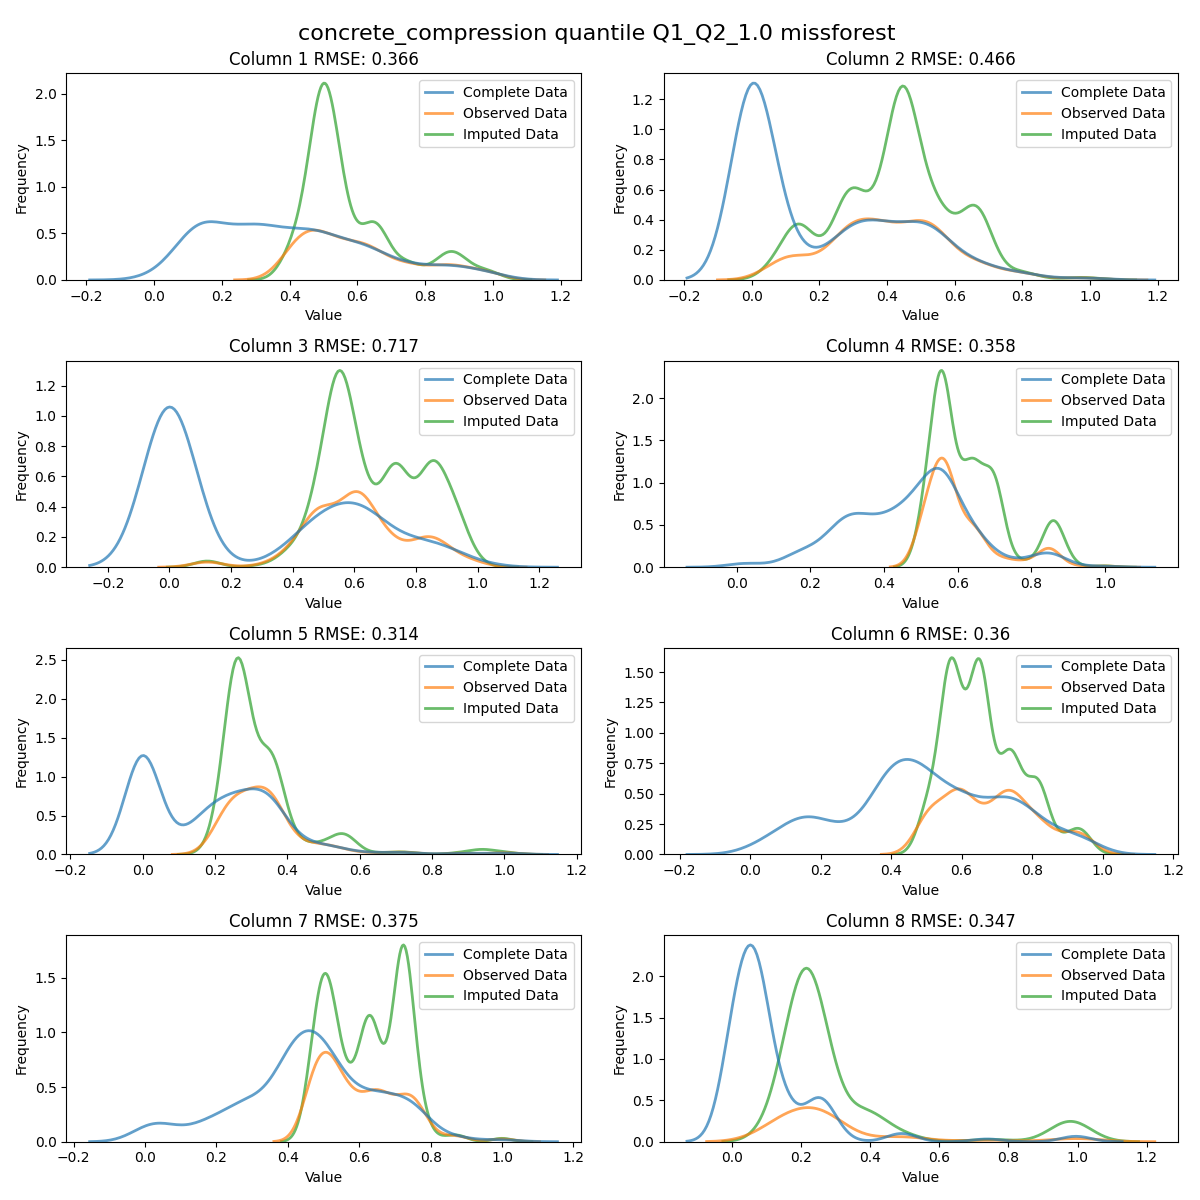 concrete_compression quantile Q1_Q2_1.0 missforest
Column 1 RMSE: 0.366
Frequency
2.0
1.5
1.0
0.5
0.0
−0.2 0.0 0.2 0.4 0.6 0.8 1.0 1.2
Value
Complete Data
Observed Data
Imputed Data
Column 2 RMSE: 0.466
Frequency
1.2
1.0
0.8
0.6
0.4
0.2
0.0
−0.2 0.0 0.2 0.4 0.6 0.8 1.0 1.2
Value
Complete Data
Observed Data
Imputed Data
Column 3 RMSE: 0.717
Frequency
1.2
1.0
0.8
0.6
0.4
0.2
0.0
−0.2 0.0 0.2 0.4 0.6 0.8 1.0 1.2
Value
Complete Data
Observed Data
Imputed Data
Column 4 RMSE: 0.358
Frequency
2.0
1.5
1.0
0.5
0.0
0.0 0.2 0.4 0.6 0.8 1.0
Value
Complete Data
Observed Data
Imputed Data
Column 5 RMSE: 0.314
Frequency
2.5
2.0
1.5
1.0
0.5
0.0
−0.2 0.0 0.2 0.4 0.6 0.8 1.0 1.2
Value
Complete Data
Observed Data
Imputed Data
Column 6 RMSE: 0.36
Frequency
1.50
1.25
1.00
0.75
0.50
0.25
0.00
−0.2 0.0 0.2 0.4 0.6 0.8 1.0 1.2
Value
Complete Data
Observed Data
Imputed Data
Column 7 RMSE: 0.375
Frequency
1.5
1.0
0.5
0.0
−0.2 0.0 0.2 0.4 0.6 0.8 1.0 1.2
Value
Complete Data
Observed Data
Imputed Data
Column 8 RMSE: 0.347
Frequency
2.0
1.5
1.0
0.5
0.0
0.0 0.2 0.4 0.6 0.8 1.0 1.2
Value
Complete Data
Observed Data
Imputed Data